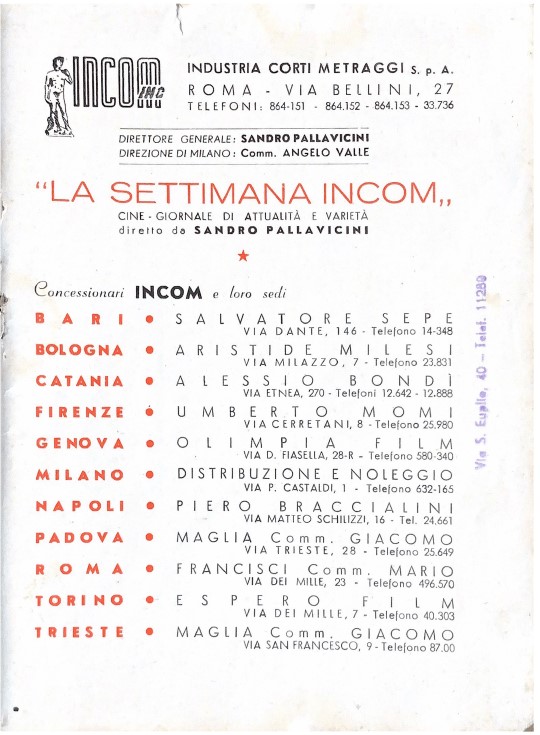 INCOM INC
INDUSTRIA CORTI METRAGGI S. p. A.
ROMA - VIA BELLINI, 27
TELEFONI: 864-151 - 864.152 - 864.153 - 33.736
DIRETTORE GENERALE: SANDRO PALLAVICINI
DIREZIONE DI MILANO: Comm. ANGELO VALLE
"LA SETTIMANA INCOM„
CINE-GIORNALE DI ATTUALITÀ E VARIETÀ
diretto da SANDRO PALLAVICINI
Concessionari INCOM e loro sedi
BARI • SALVATORE SEPE
VIA DANTE, 146 - Telefono 14-348
BOLOGNA • ARISTIDE MILESI
VIA MILAZZO, 7 - Telefono 23.831
CATANIA • ALESSIO BONDÌ
VIA ETNEA, 270 - Telefoni 12.642 - 12.888
FIRENZE • UMBERTO MOMI
VIA CERRETANI, 8 - Telefono 25.980
GENOVA • OLIMPIA FILM
VIA D. FIASELLA, 28-R - Telefono 580-340
MILANO • DISTRIBUZIONE E NOLEGGIO
VIA P. CASTALDI, 1 - Telefono 632-165
NAPOLI • PIERO BRACCIALINI
VIA MATTEO SCHILIZZI, 16 - Tel. 24.661
PADOVA • MAGLIA Comm. GIACOMO
VIA TRIESTE, 28 - Telefono 25.649
ROMA • FRANCISCI Comm. MARIO
VIA DEI MILLE, 23 - Telefono 496.570
TORINO • ESPERO FILM
VIA DEI MILLE, 7 - Telefono 40.303
TRIESTE • MAGLIA Comm. GIACOMO
VIA SAN FRANCESCO, 9 - Telefono 87.00
Via S. Euplio, 40 - Telef. 11289